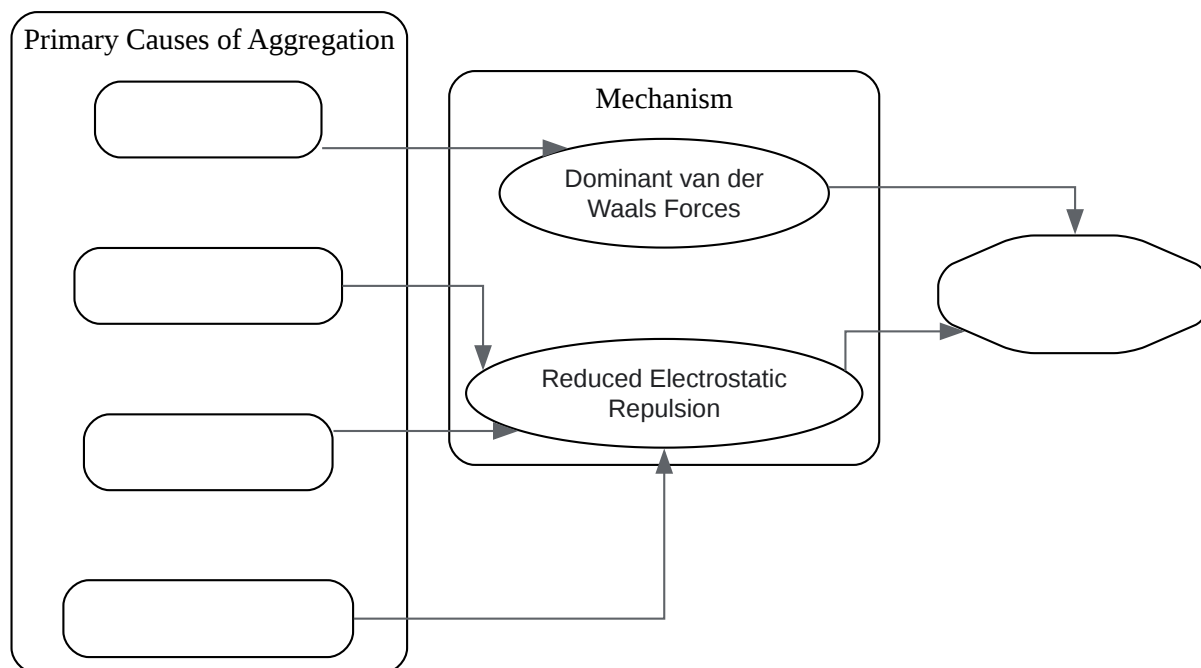 Primary Causes of Aggregation
Mechanism
Dominant van der
Waals Forces
Reduced Electrostatic
Repulsion